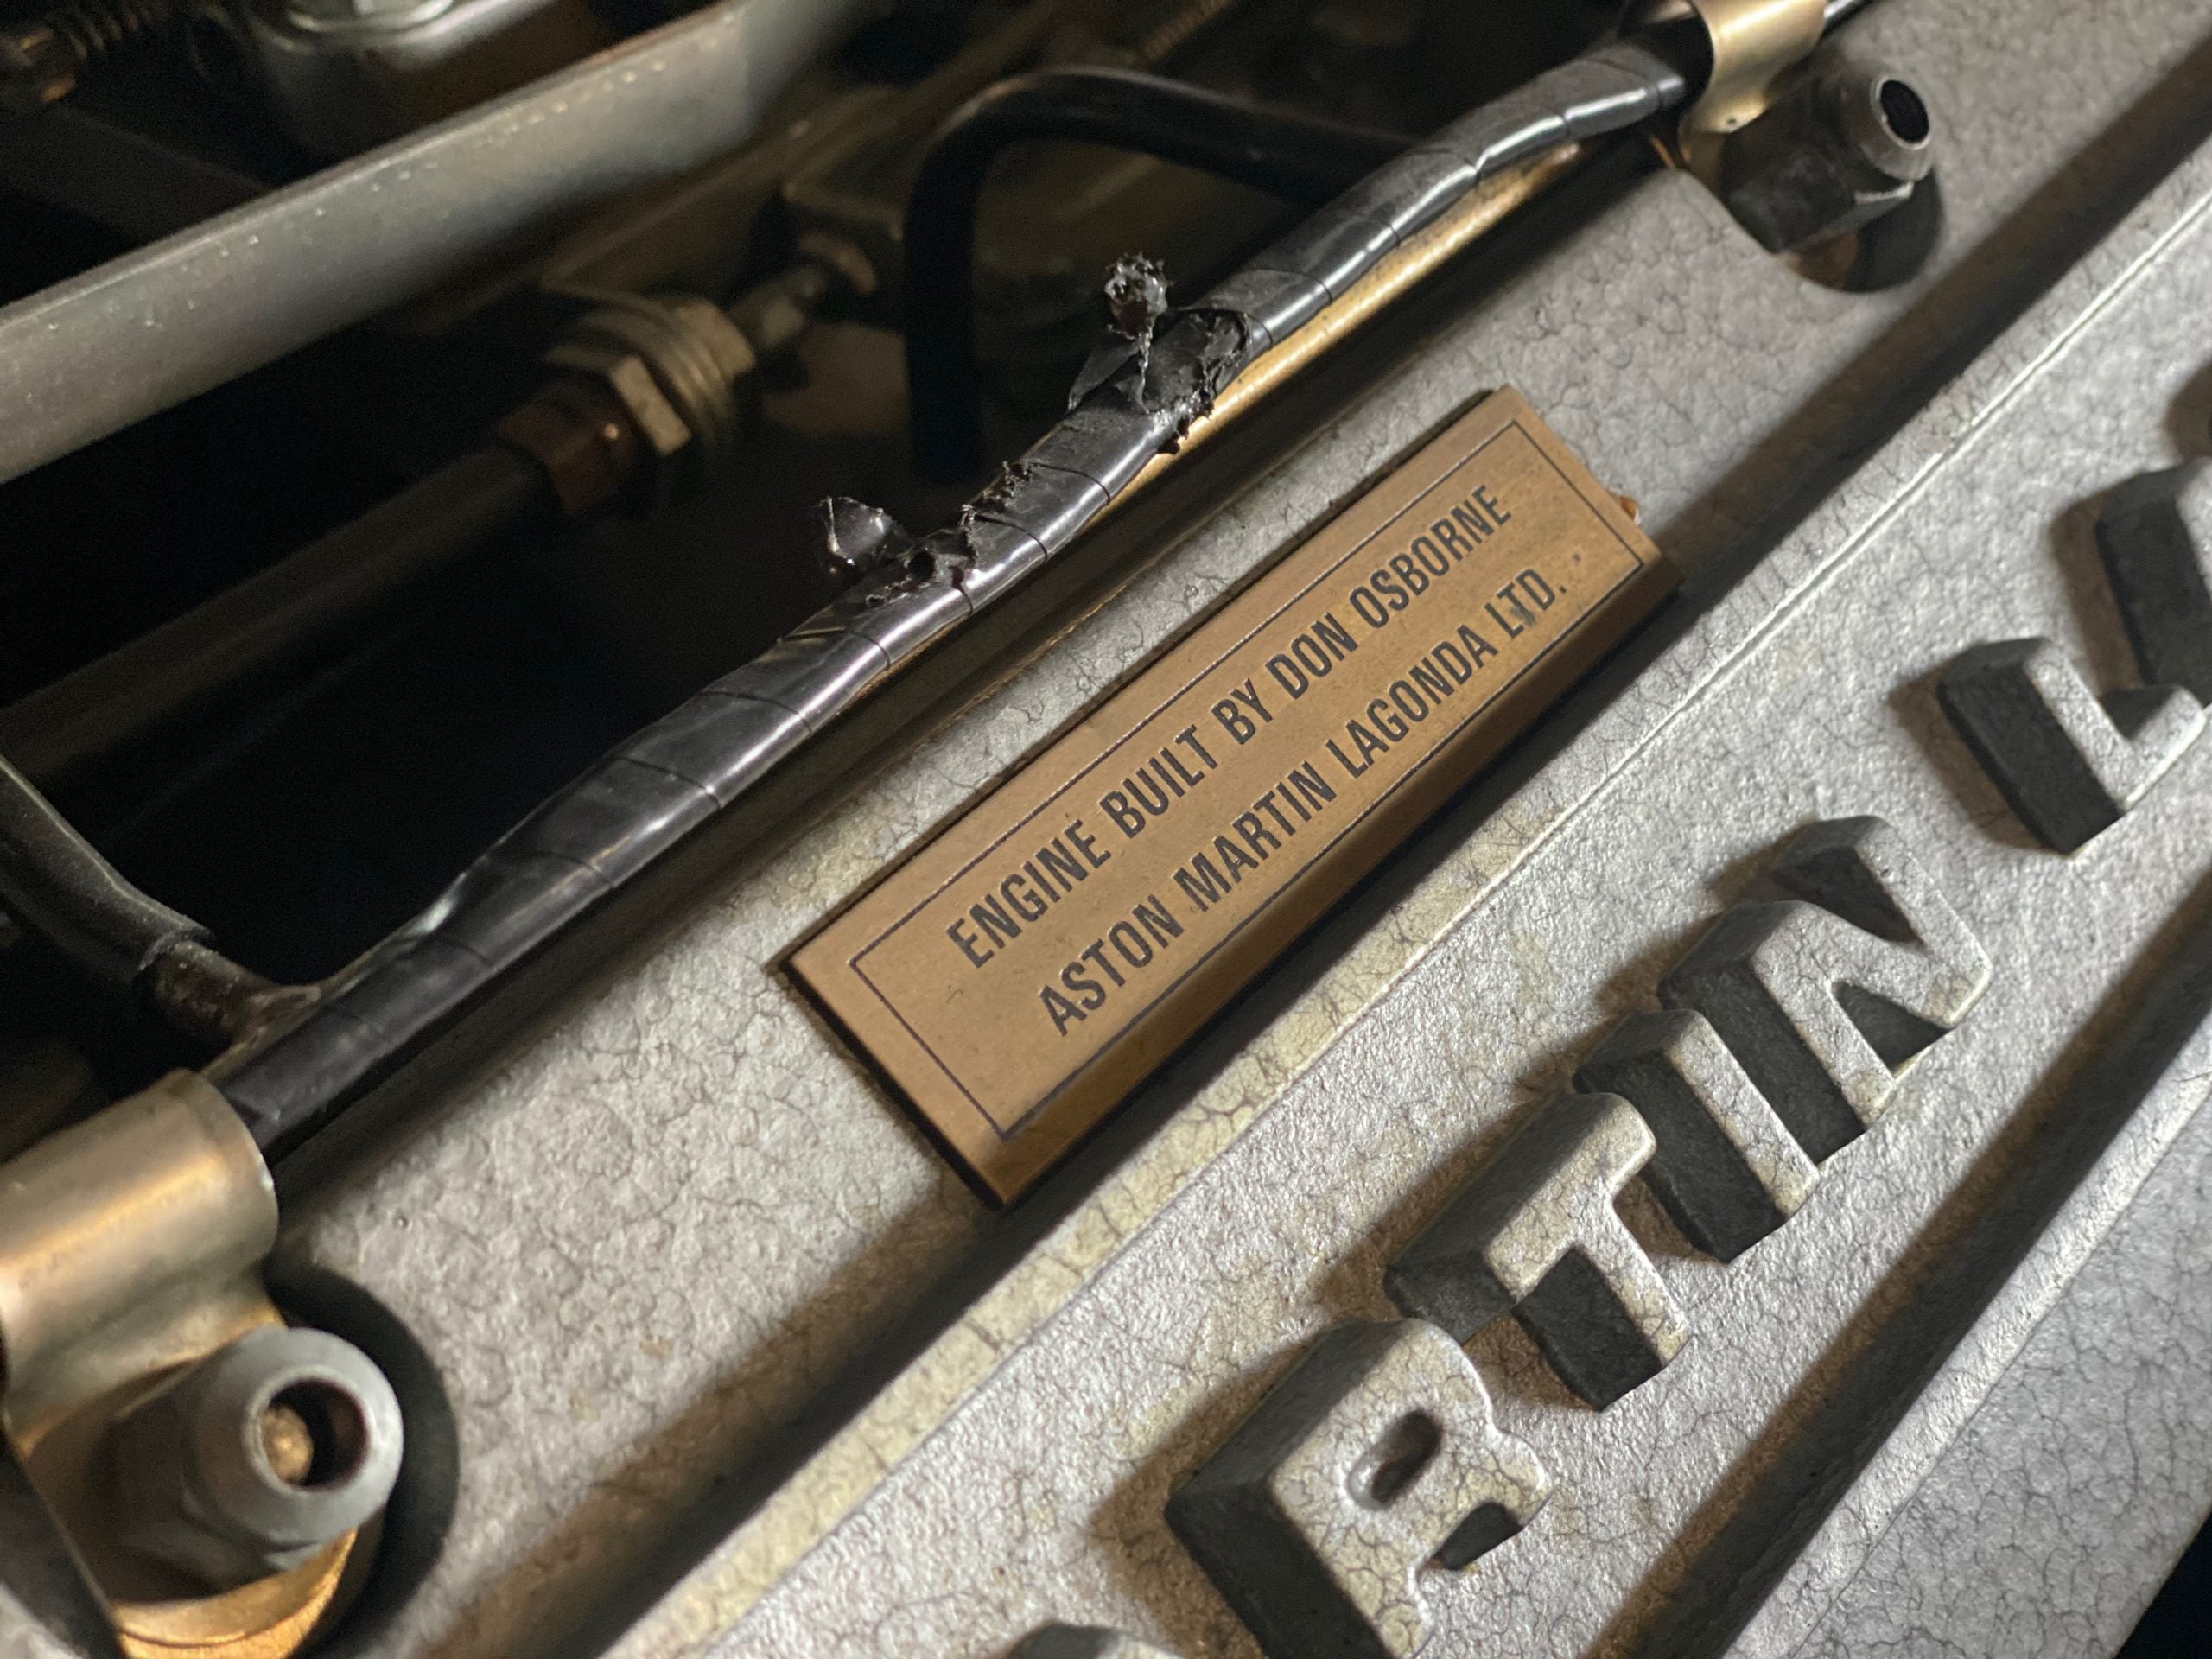 ENGINE BUILT BY DON OSBORNE
ASTON MARTIN LAGONDA LTD.
RTIN L